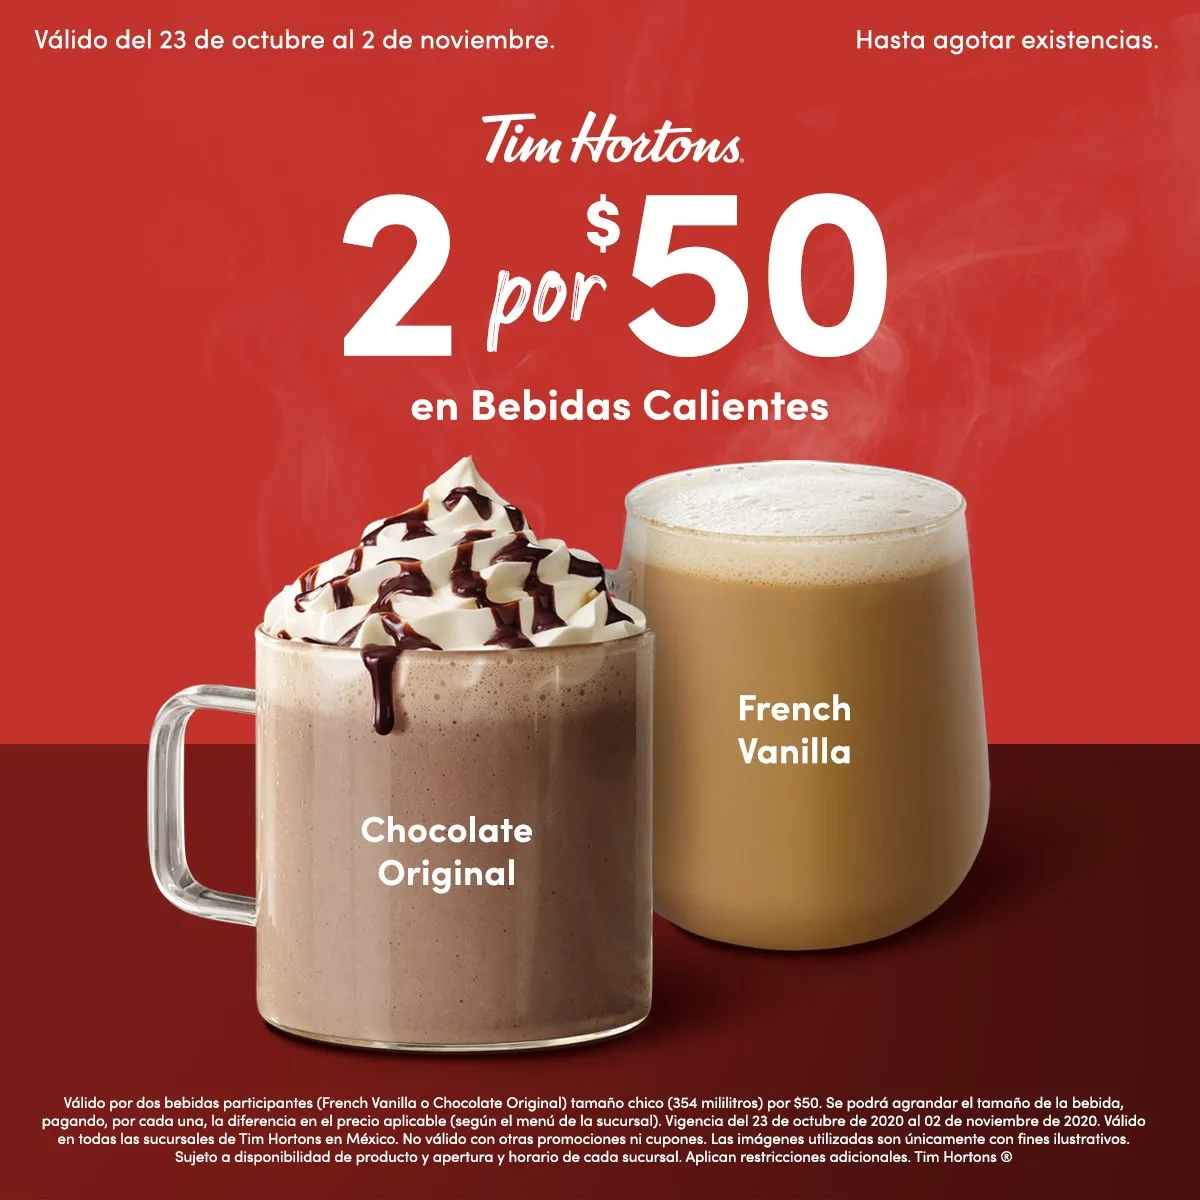 Válido del 23 de octubre al 2 de noviembre.
Hasta agotar existencias.
Tim Hortons®
2 por $50
en Bebidas Calientes
French
Vanilla
Chocolate
Original
Válido por dos bebidas participantes (French Vanilla o Chocolate Original) tamaño chico (354 mililitros) por $50. Se podrá agrandar el tamaño de la bebida,
pagando, por cada una, la diferencia en el precio aplicable (según el menú de la sucursal). Vigencia del 23 de octubre de 2020 al 02 de noviembre de 2020. Válido
en todas las sucursales de Tim Hortons en México. No válido con otras promociones ni cupones. Las imágenes utilizadas son únicamente con fines ilustrativos.
Sujeto a disponibilidad de producto y apertura y horario de cada sucursal. Aplican restricciones adicionales. Tim Hortons ®